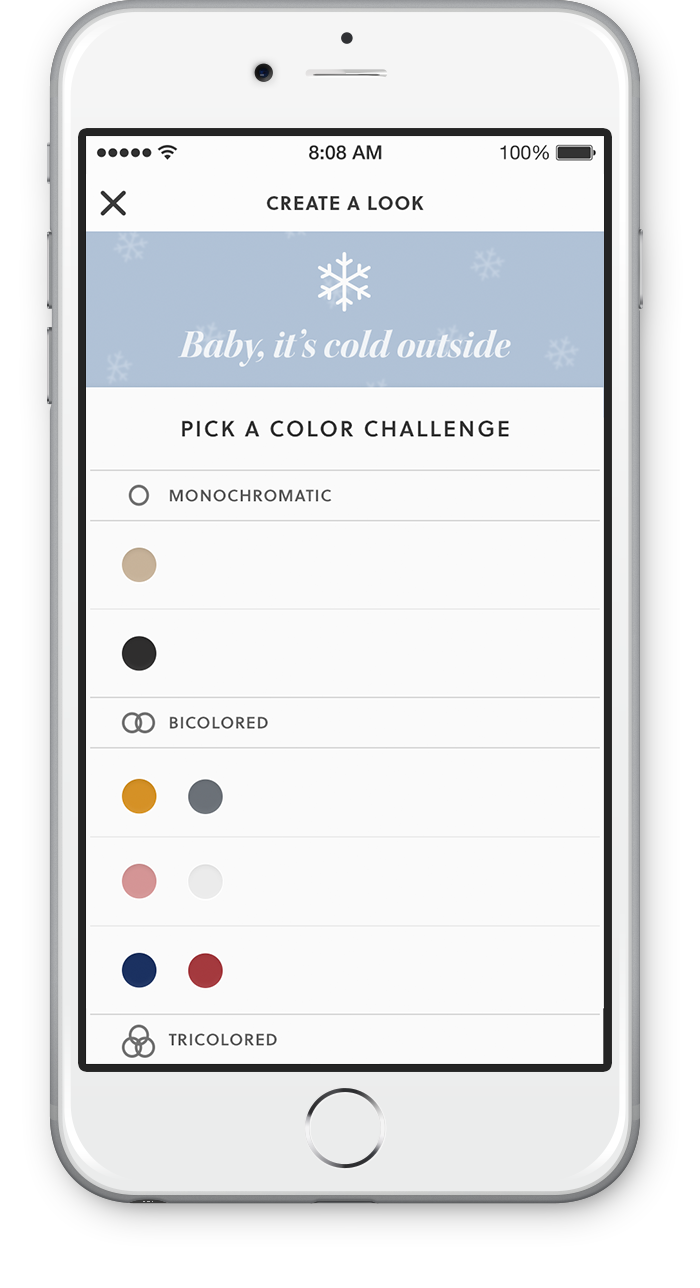 8:08 AM
100%
CREATE A LOOK
Baby, it's cold outside
PICK A COLOR CHALLENGE
MONOCHROMATIC
BICOLORED
TRICOLORED